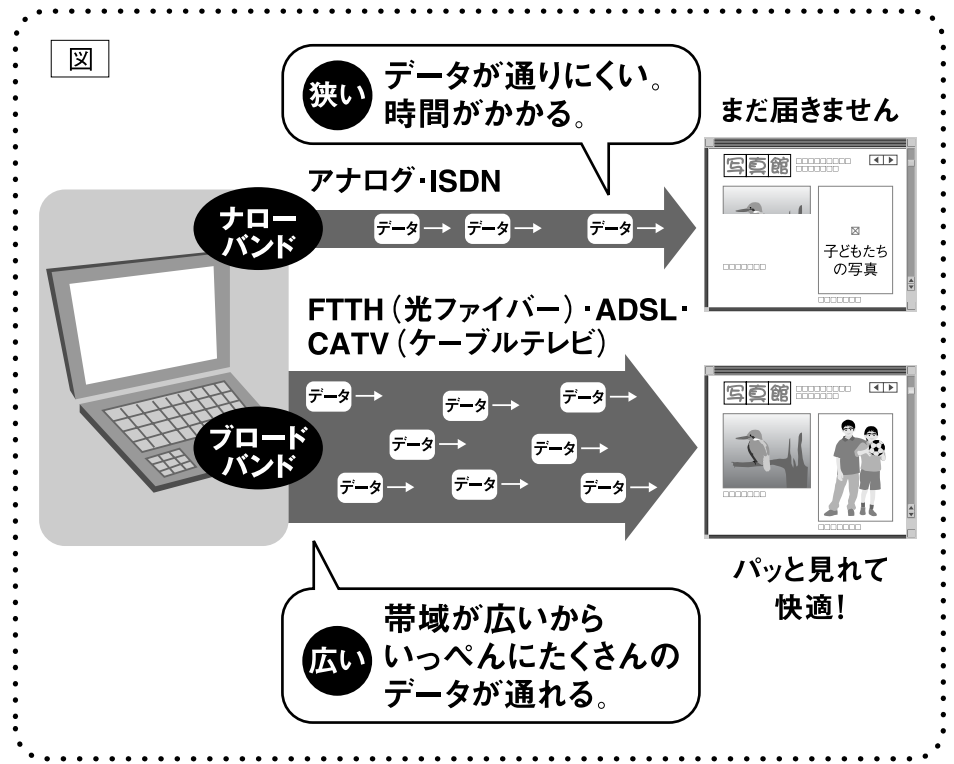 図
狭い
データが通りにくい。
時間がかかる。
まだ届きません
写真館
子どもたち
の写真
アナログ・ISDN
ナロー
バンド
データ→ データ→ データ→
FTTH（光ファイバー）・ADSL・
CATV（ケーブルテレビ）
ブロード
バンド
データ→ データ→ データ→
データ→ データ→
データ→ データ→ データ→
写真館
パッと見れて
快適！
広い
帯域が広いから
いっぺんにたくさんの
データが通れる。